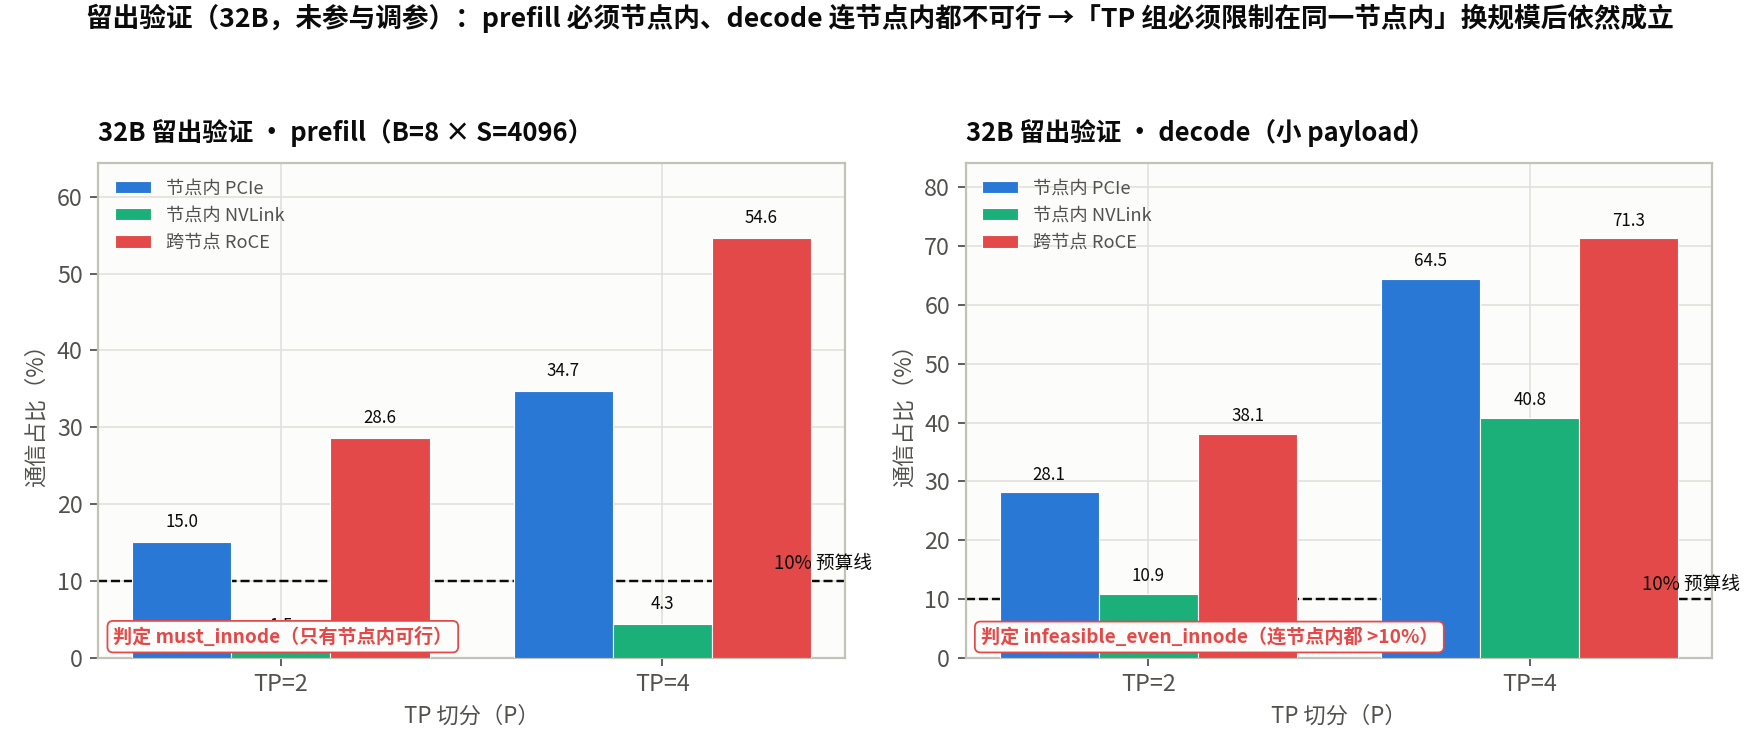 留出验证（32B，未参与调参）：prefill 必须节点内、decode 连节点内都不可行 →「TP 组必须限制在同一节点内」换规模后依然成立
32B 留出验证 · prefill（B=8 × S=4096）
节点内 PCIe
节点内 NVLink
跨节点 RoCE
通信占比（%）
60
50
40
30
20
10
0
15.0
28.6
34.7
4.3
54.6
10% 预算线
判定 must_innode（只有节点内可行）
TP=2
TP=4
TP 切分（P）
32B 留出验证 · decode（小 payload）
节点内 PCIe
节点内 NVLink
跨节点 RoCE
通信占比（%）
80
70
60
50
40
30
20
10
0
28.1
10.9
38.1
64.5
40.8
71.3
10% 预算线
判定 infeasible_even_innode（连节点内都 >10%）
TP=2
TP=4
TP 切分（P）